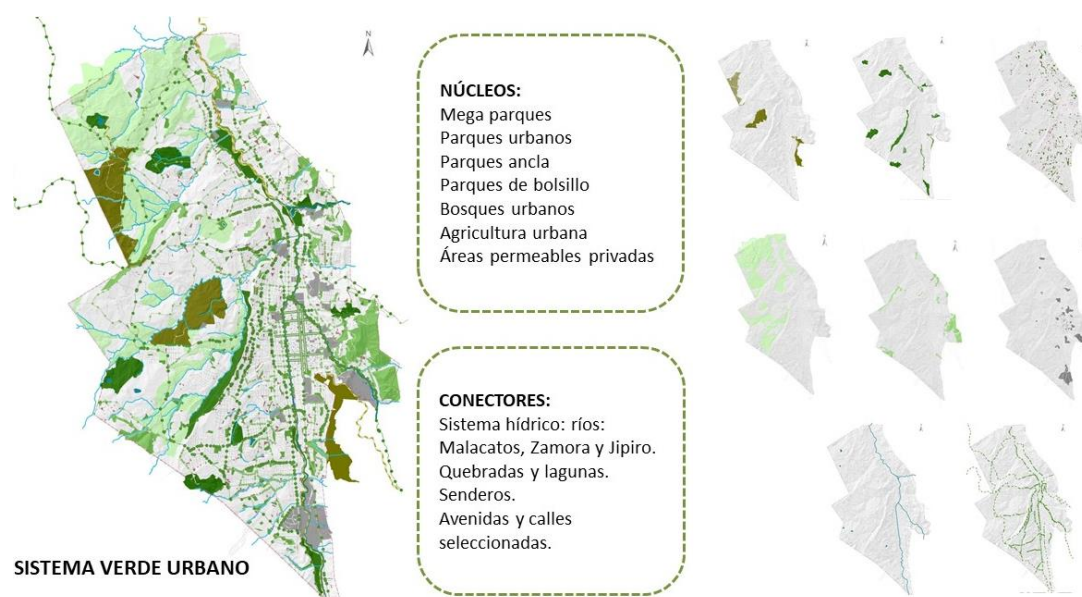 N
NÚCLEOS:
Mega parques
Parques urbanos
Parques ancla
Parques de bolsillo
Bosques urbanos
Agricultura urbana
Áreas permeables privadas
CONECTORES:
Sistema hídrico: ríos:
Malacatos, Zamora y Jipiro.
Quebradas y lagunas.
Senderos.
Avenidas y calles
seleccionadas.
SISTEMA VERDE URBANO